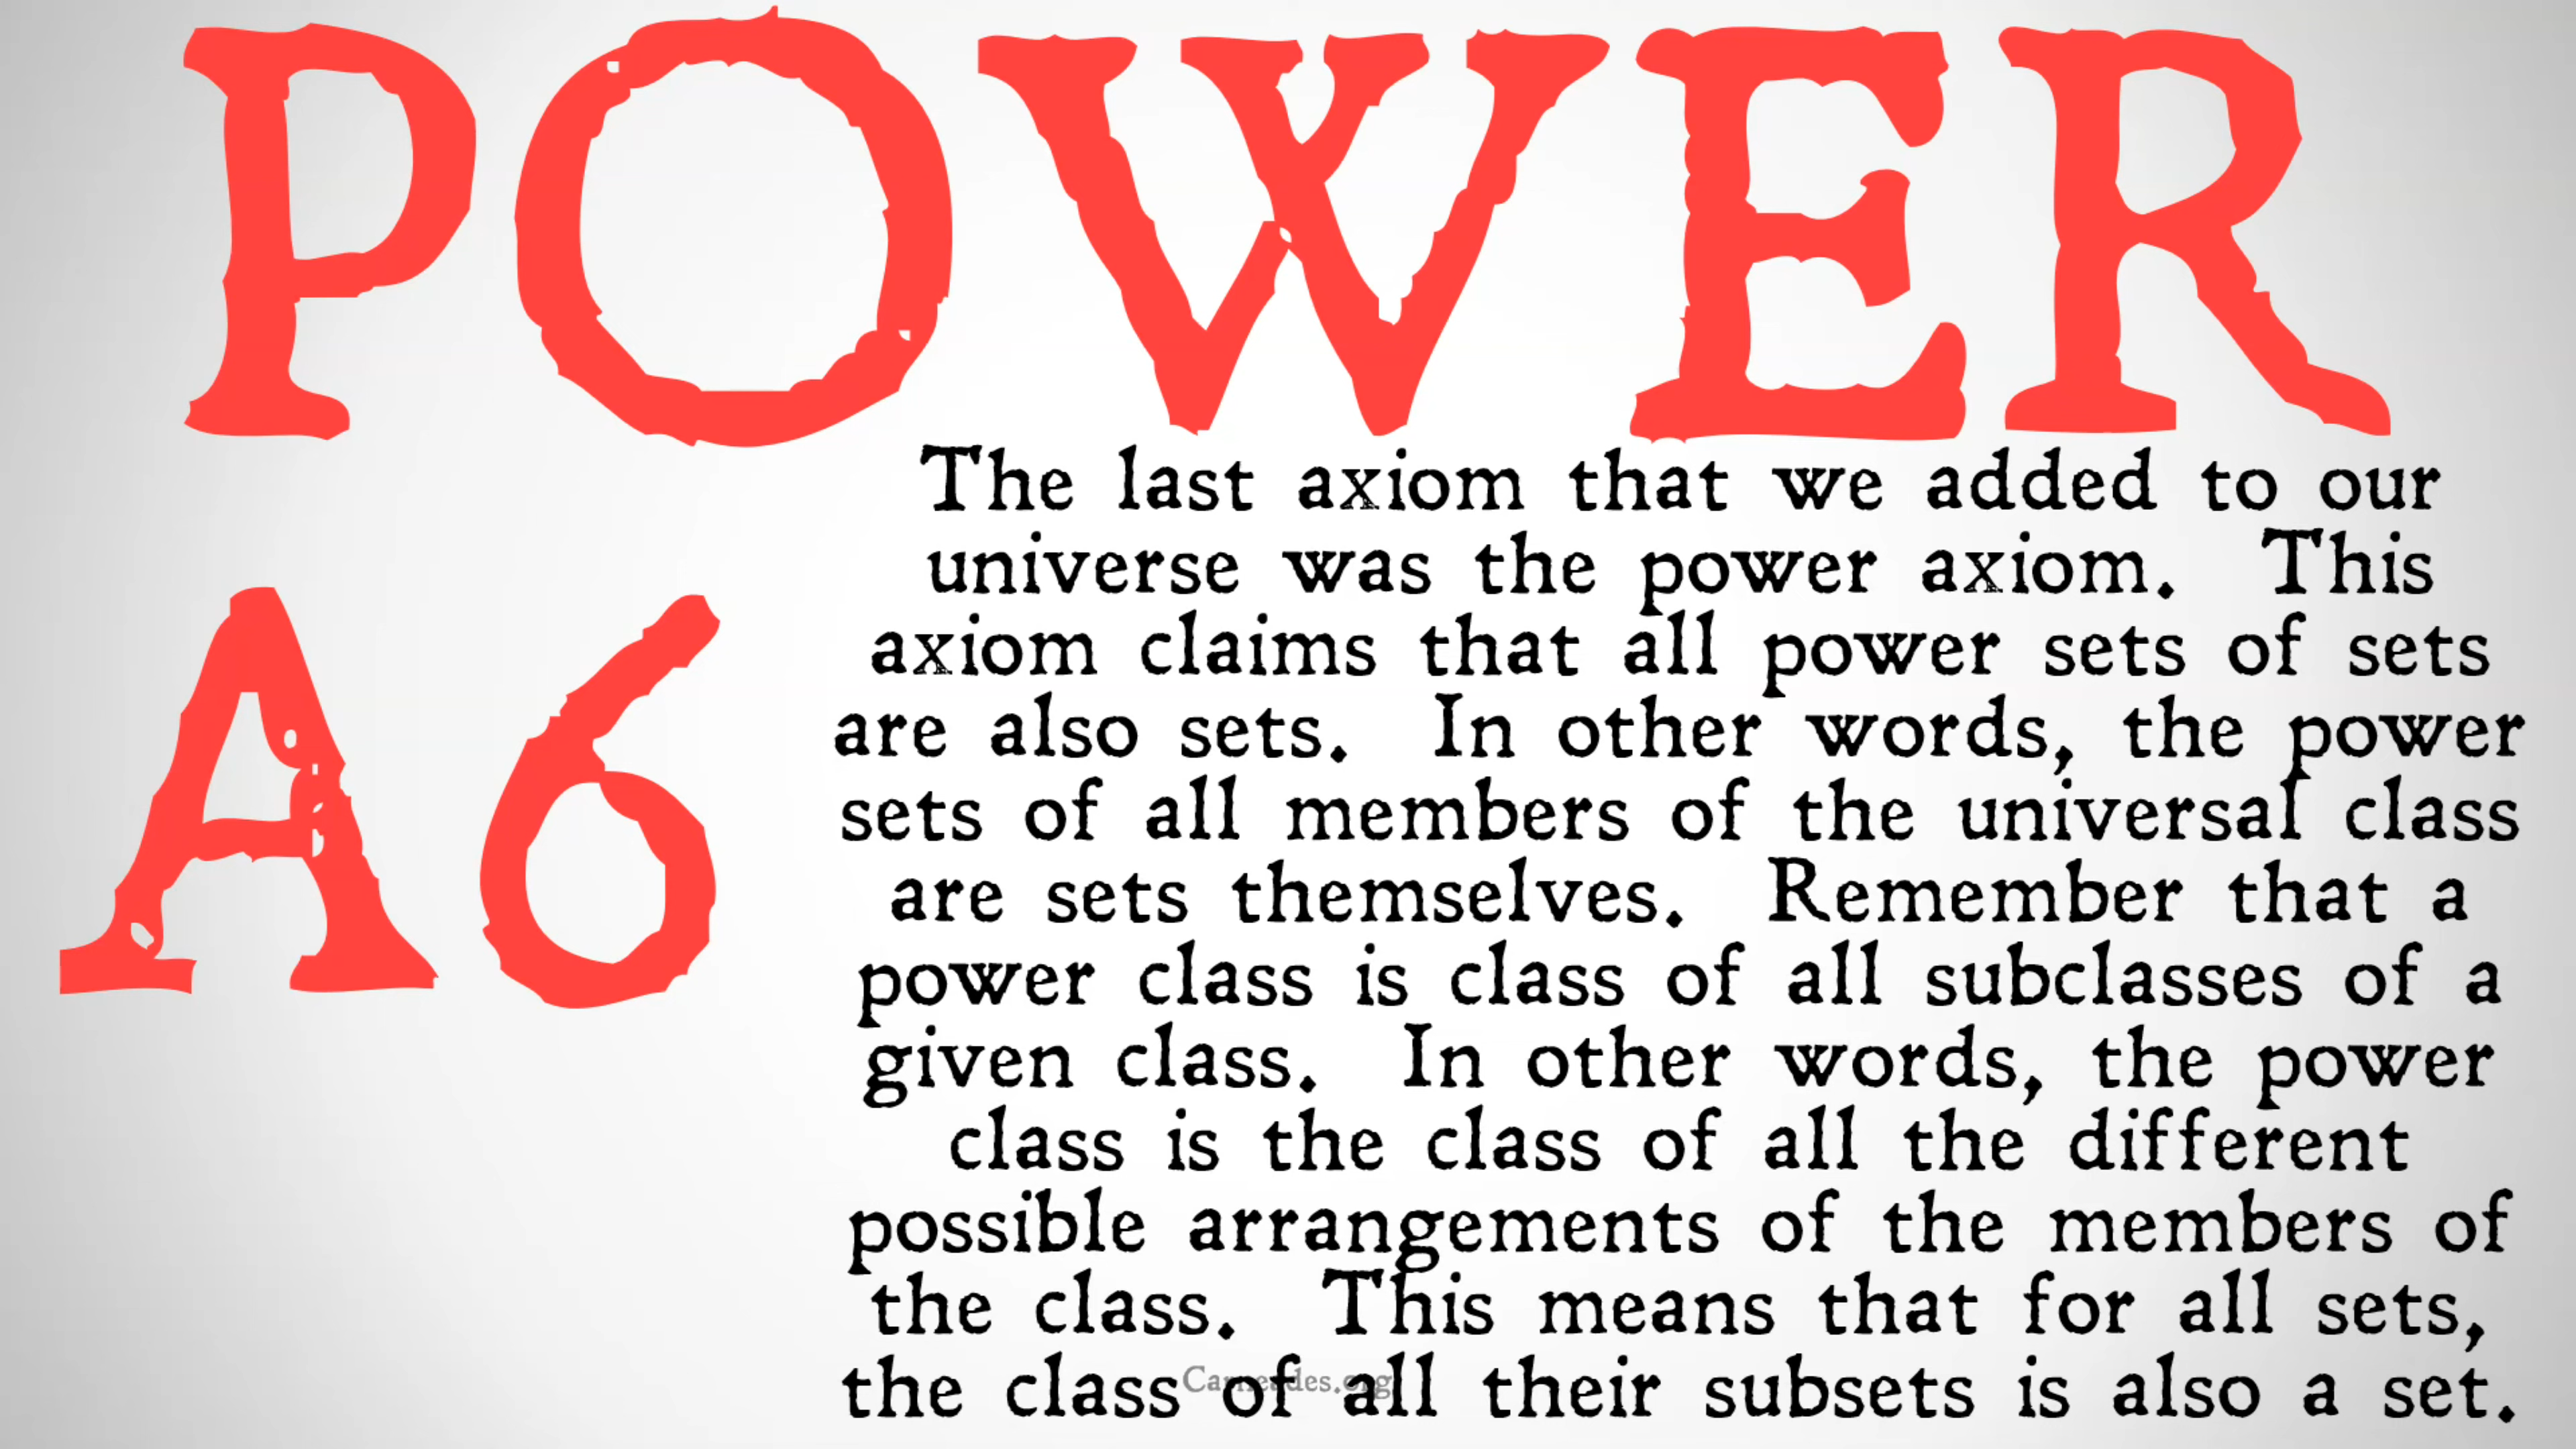 POWER
A6
The last axiom that we added to our
universe was the power axiom. This
axiom claims that all power sets of sets
are also sets. In other words, the power
sets of all members of the universal class
are sets themselves. Remember that a
power class is class of all subclasses of a
given class. In other words, the power
class is the class of all the different
possible arrangements of the members of
the class. This means that for all sets,
the class of all their subsets is also a set.
Carneades.org